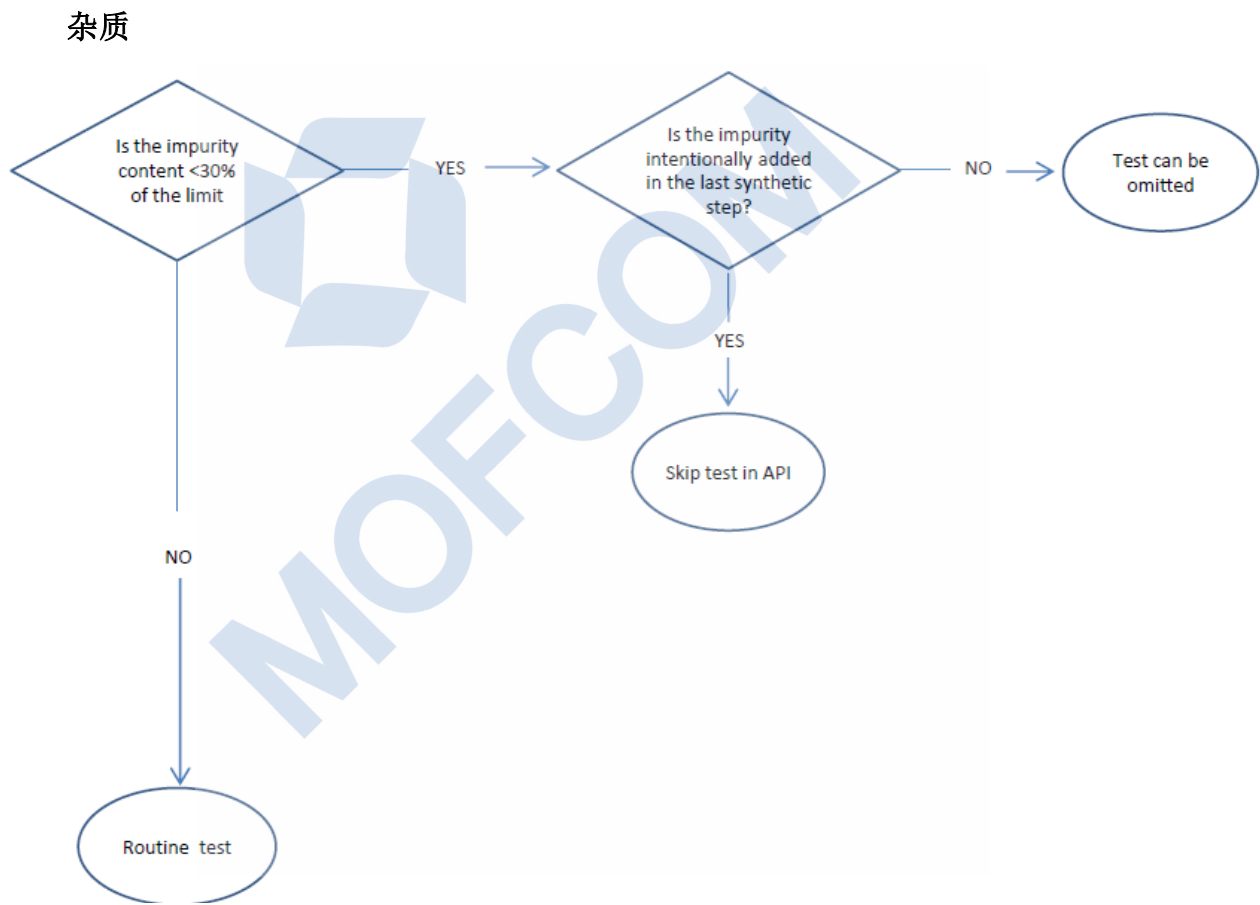 杂质
Is the impurity
content <30%
of the limit
YES
Is the impurity
intentionally added
in the last synthetic
step?
NO
Test can be
omitted
YES
Skip test in API
NO
Routine test
MOFCOM